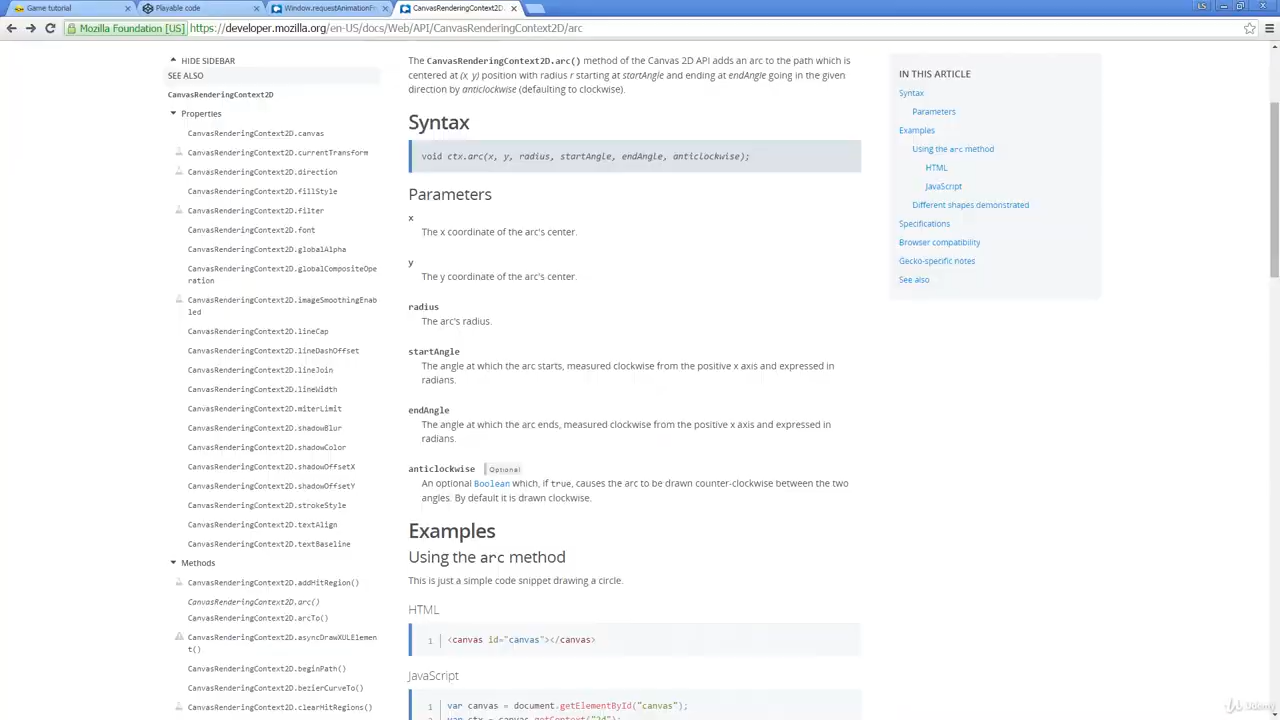 Game tutorial
Playable code
Window.requestAnimationFr
CanvasRenderingContext2D.
LS
Mozilla Foundation [US]
https://developer.mozilla.org/en-US/docs/Web/API/CanvasRenderingContext2D/arc
HIDE SIDEBAR
SEE ALSO
CanvasRenderingContext2D
Properties
CanvasRenderingContext2D.canvas
CanvasRenderingContext2D.currentTransform
CanvasRenderingContext2D.direction
CanvasRenderingContext2D.fillStyle
CanvasRenderingContext2D.filter
CanvasRenderingContext2D.font
CanvasRenderingContext2D.globalAlpha
CanvasRenderingContext2D.globalCompositeOpe
ration
CanvasRenderingContext2D.imageSmoothingEnab
led
CanvasRenderingContext2D.lineCap
CanvasRenderingContext2D.lineDashOffset
CanvasRenderingContext2D.lineJoin
CanvasRenderingContext2D.lineWidth
CanvasRenderingContext2D.miterLimit
CanvasRenderingContext2D.shadowBlur
CanvasRenderingContext2D.shadowColor
CanvasRenderingContext2D.shadowOffsetX
CanvasRenderingContext2D.shadowOffsetY
CanvasRenderingContext2D.strokeStyle
CanvasRenderingContext2D.textAlign
CanvasRenderingContext2D.textBaseline
Methods
CanvasRenderingContext2D.addHitRegion()
CanvasRenderingContext2D.arc()
CanvasRenderingContext2D.arcTo()
CanvasRenderingContext2D.asyncDrawXULElemen
t()
CanvasRenderingContext2D.beginPath()
CanvasRenderingContext2D.bezierCurveTo()
CanvasRenderingContext2D.clearHitRegions()
The CanvasRenderingContext2D.arc() method of the Canvas 2D API adds an arc to the path which is
centered at (x, y) position with radius r starting at startAngle and ending at endAngle going in the given
direction by anticlockwise (defaulting to clockwise).
Syntax
void ctx.arc(x, y, radius, startAngle, endAngle, anticlockwise);
Parameters
x
The x coordinate of the arc's center.
y
The y coordinate of the arc's center.
radius
The arc's radius.
startAngle
The angle at which the arc starts, measured clockwise from the positive x axis and expressed in
radians.
endAngle
The angle at which the arc ends, measured clockwise from the positive x axis and expressed in
radians.
anticlockwise Optional
An optional Boolean which, if true, causes the arc to be drawn counter-clockwise between the two
angles. By default it is drawn clockwise.
Examples
Using the arc method
This is just a simple code snippet drawing a circle.
HTML
1 <canvas id="canvas"></canvas>
JavaScript
1 var canvas = document.getElementById("canvas");
2 var ctx = canvas.getContext("2d");
IN THIS ARTICLE
Syntax
Parameters
Examples
Using the arc method
HTML
JavaScript
Different shapes demonstrated
Specifications
Browser compatibility
Gecko-specific notes
See also
Udemy